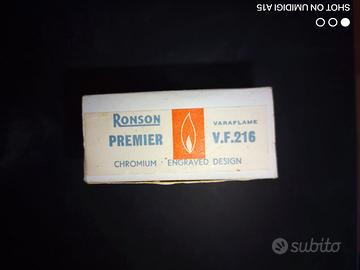 SHOT ON UMIDIGI A15
RONSON
VARAFLAME
PREMIER
V.F.216
CHROMIUM · ENGRAVED DESIGN
subito